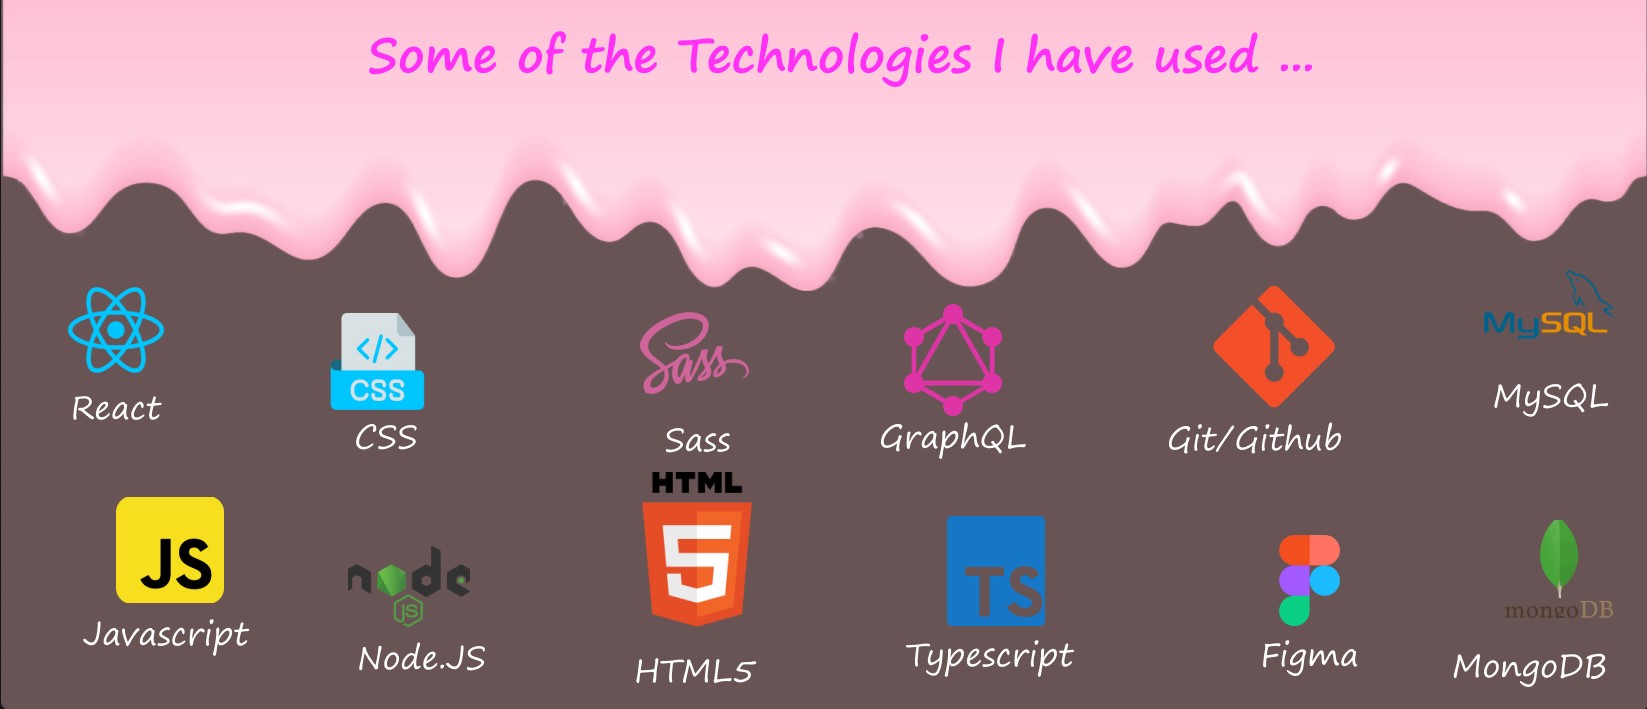 Some of the Technologies I have used ...
React
</>
CSS
CSS
Sass
Sass
GraphQL
Git/Github
MySQL
MySQL
JS
Javascript
node
JS
Node.JS
HTML
5
HTML5
TS
Typescript
Figma
mongoDB
MongoDB